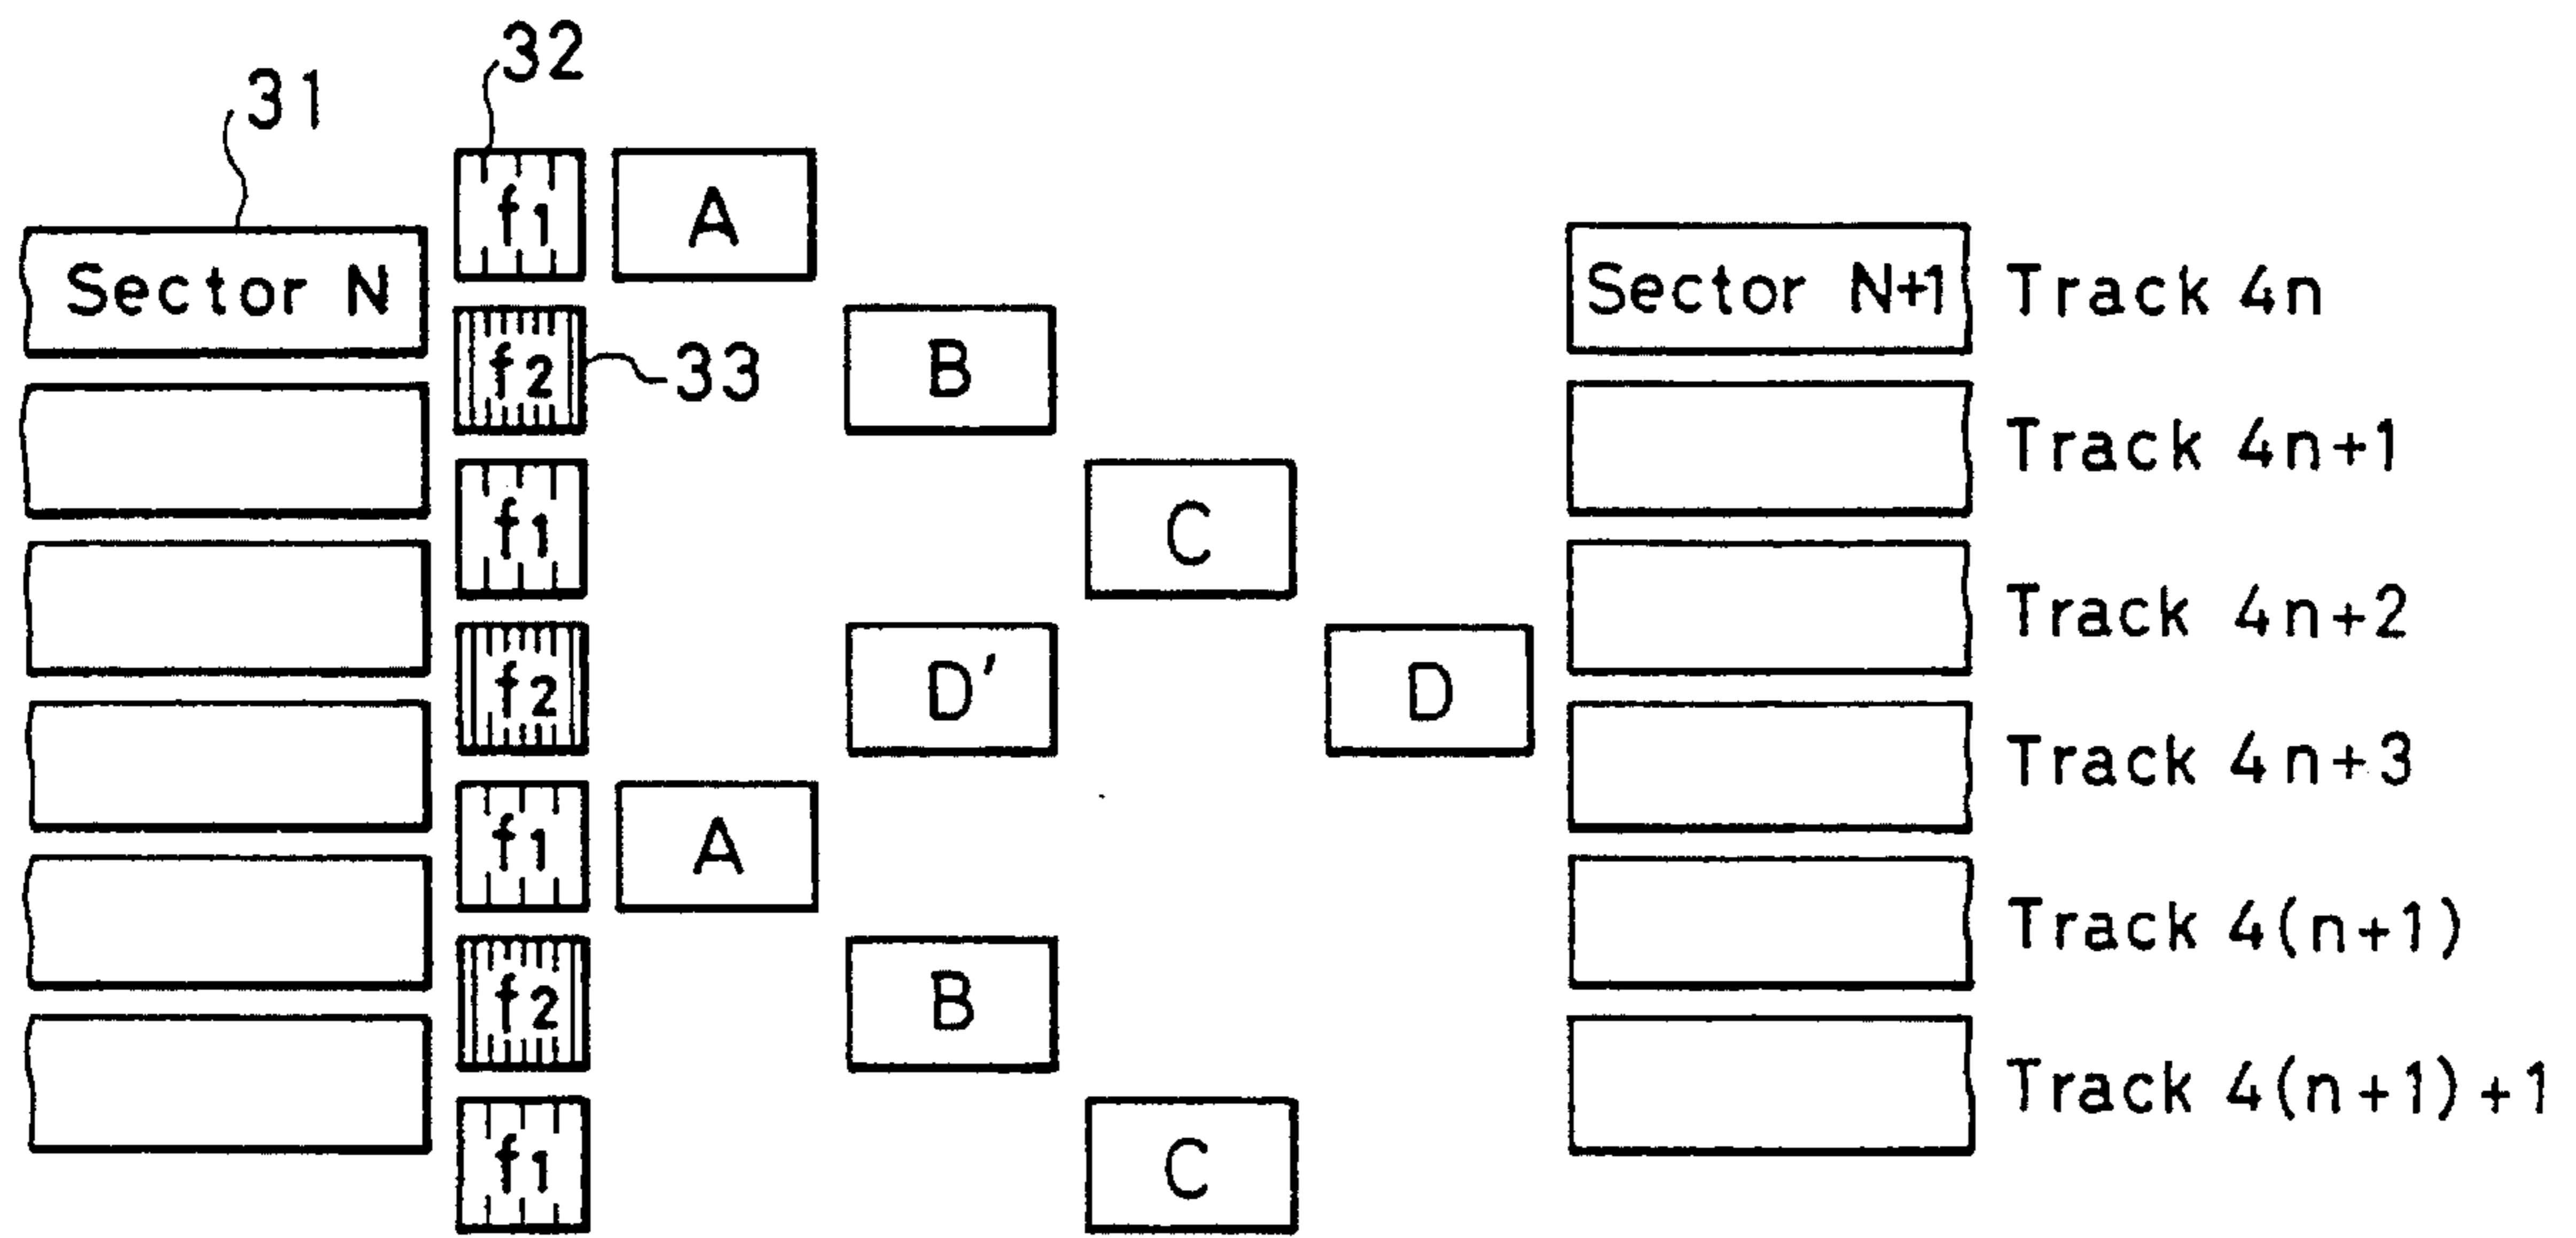 32
31
f1 A
Sector N Sector N+1 Track 4n
f2 33 B
Track 4n+1
f1 C
Track 4n+2
f2 D' D
Track 4n+3
f1 A
Track 4(n+1)
f2 B
Track 4(n+1)+1
f1 C